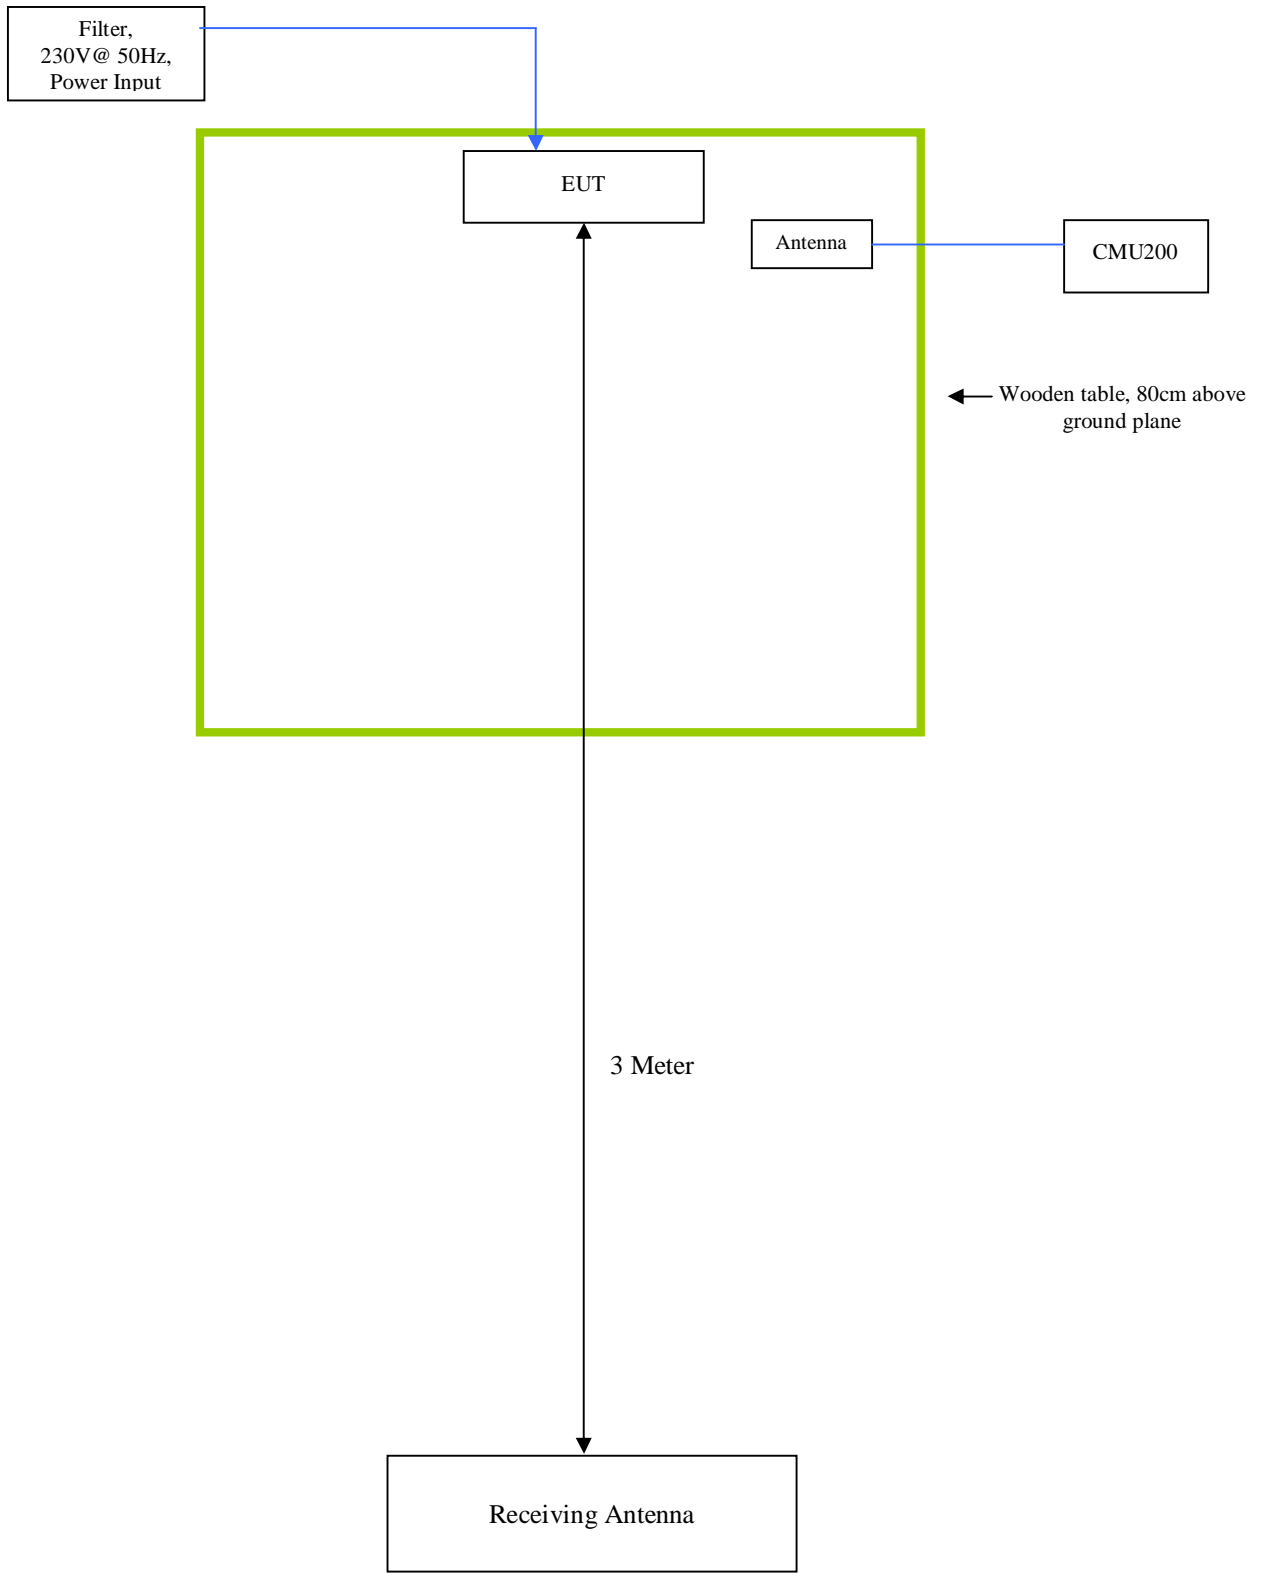 Filter,
230V@ 50Hz,
Power Input
EUT
Antenna
CMU200
Wooden table, 80cm above
ground plane
3 Meter
Receiving Antenna